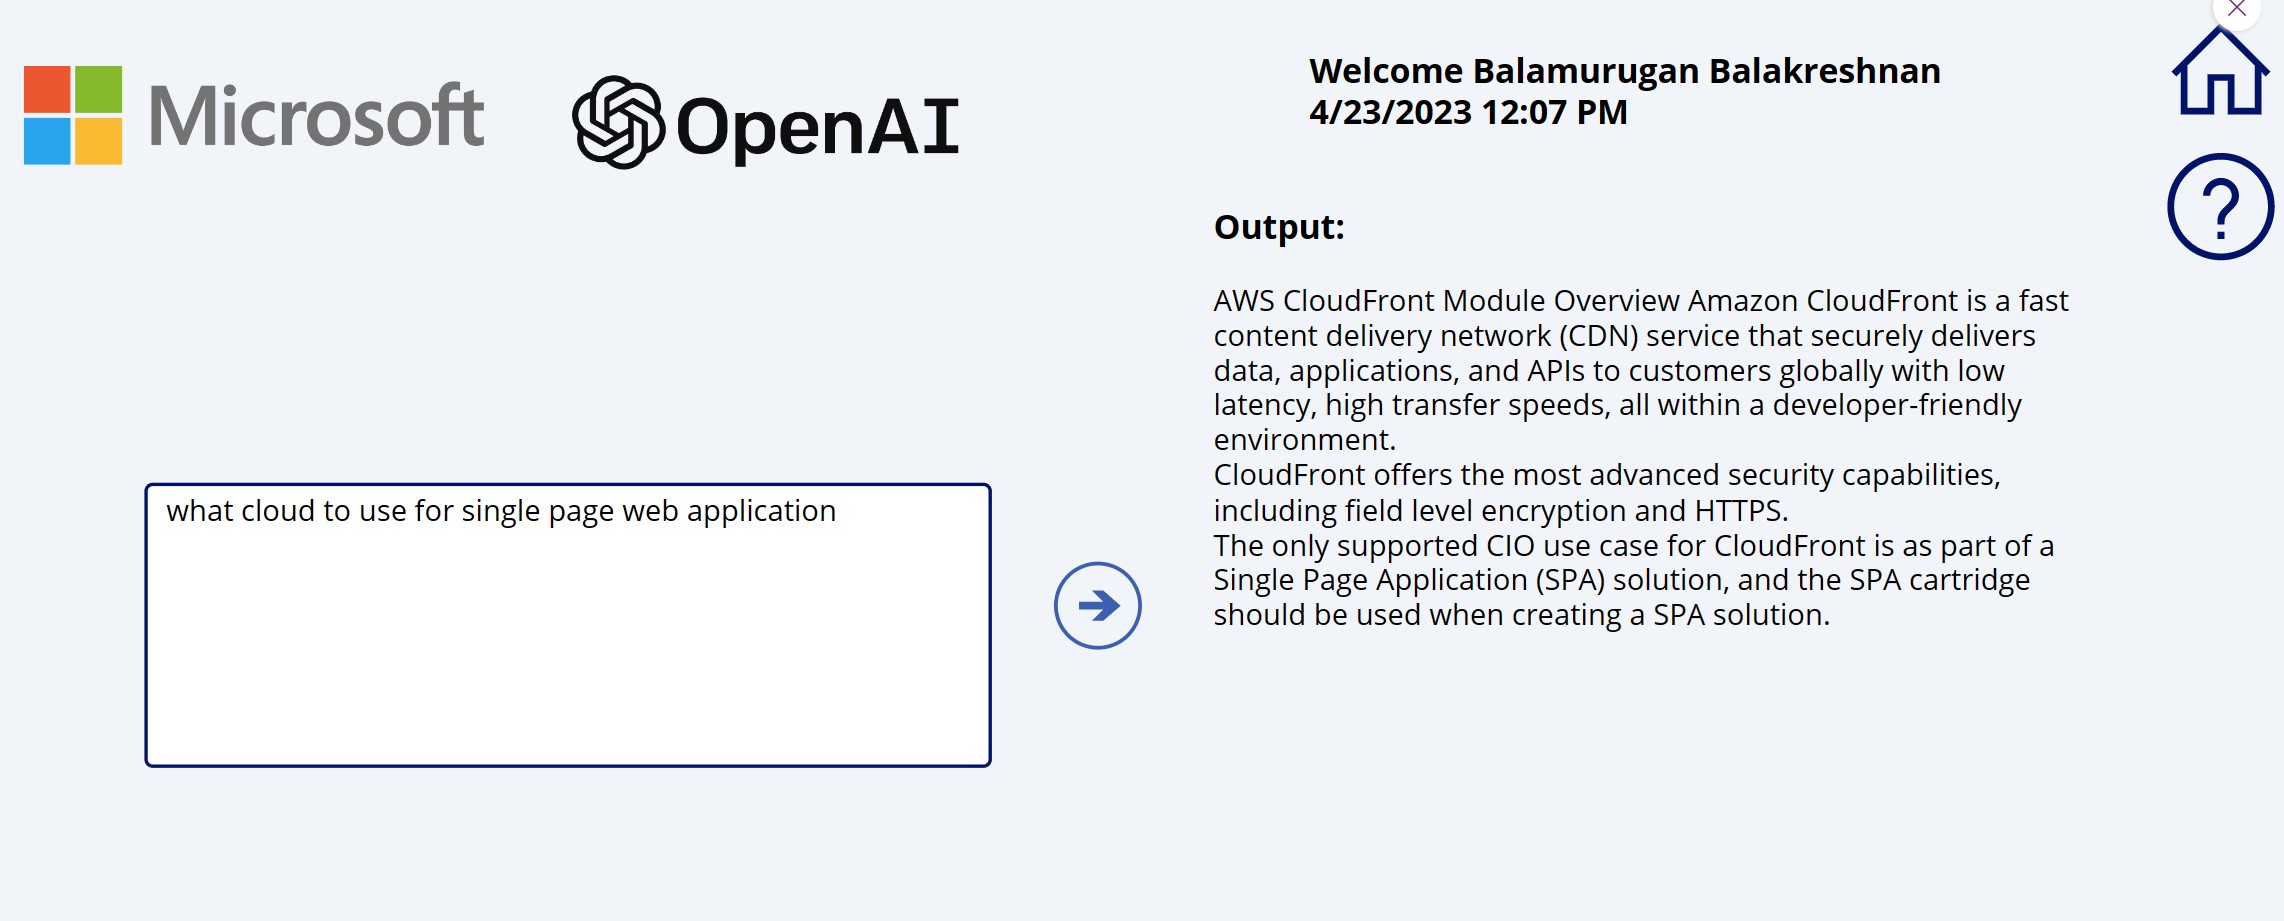 Microsoft
OpenAI
Welcome Balamurugan Balakreshnan
4/23/2023 12:07 PM
?
Output:
AWS CloudFront Module Overview Amazon CloudFront is a fast
content delivery network (CDN) service that securely delivers
data, applications, and APIs to customers globally with low
latency, high transfer speeds, all within a developer-friendly
environment.
CloudFront offers the most advanced security capabilities,
including field level encryption and HTTPS.
The only supported CIO use case for CloudFront is as part of a
Single Page Application (SPA) solution, and the SPA cartridge
should be used when creating a SPA solution.
what cloud to use for single page web application